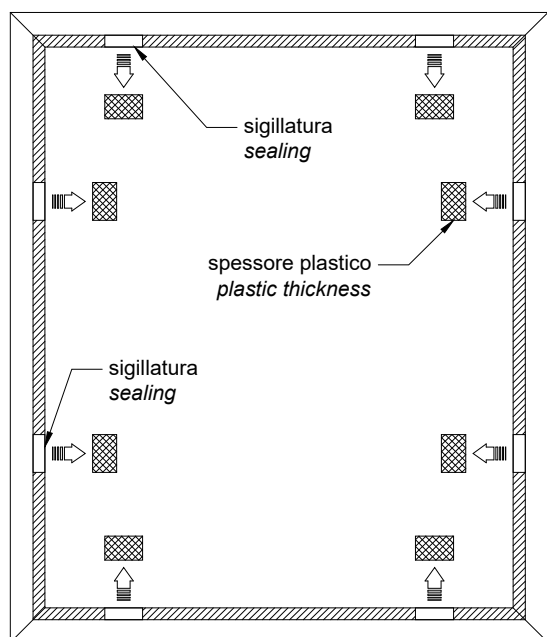 sigillatura
sealing
spessore plastico
plastic thickness
sigillatura
sealing